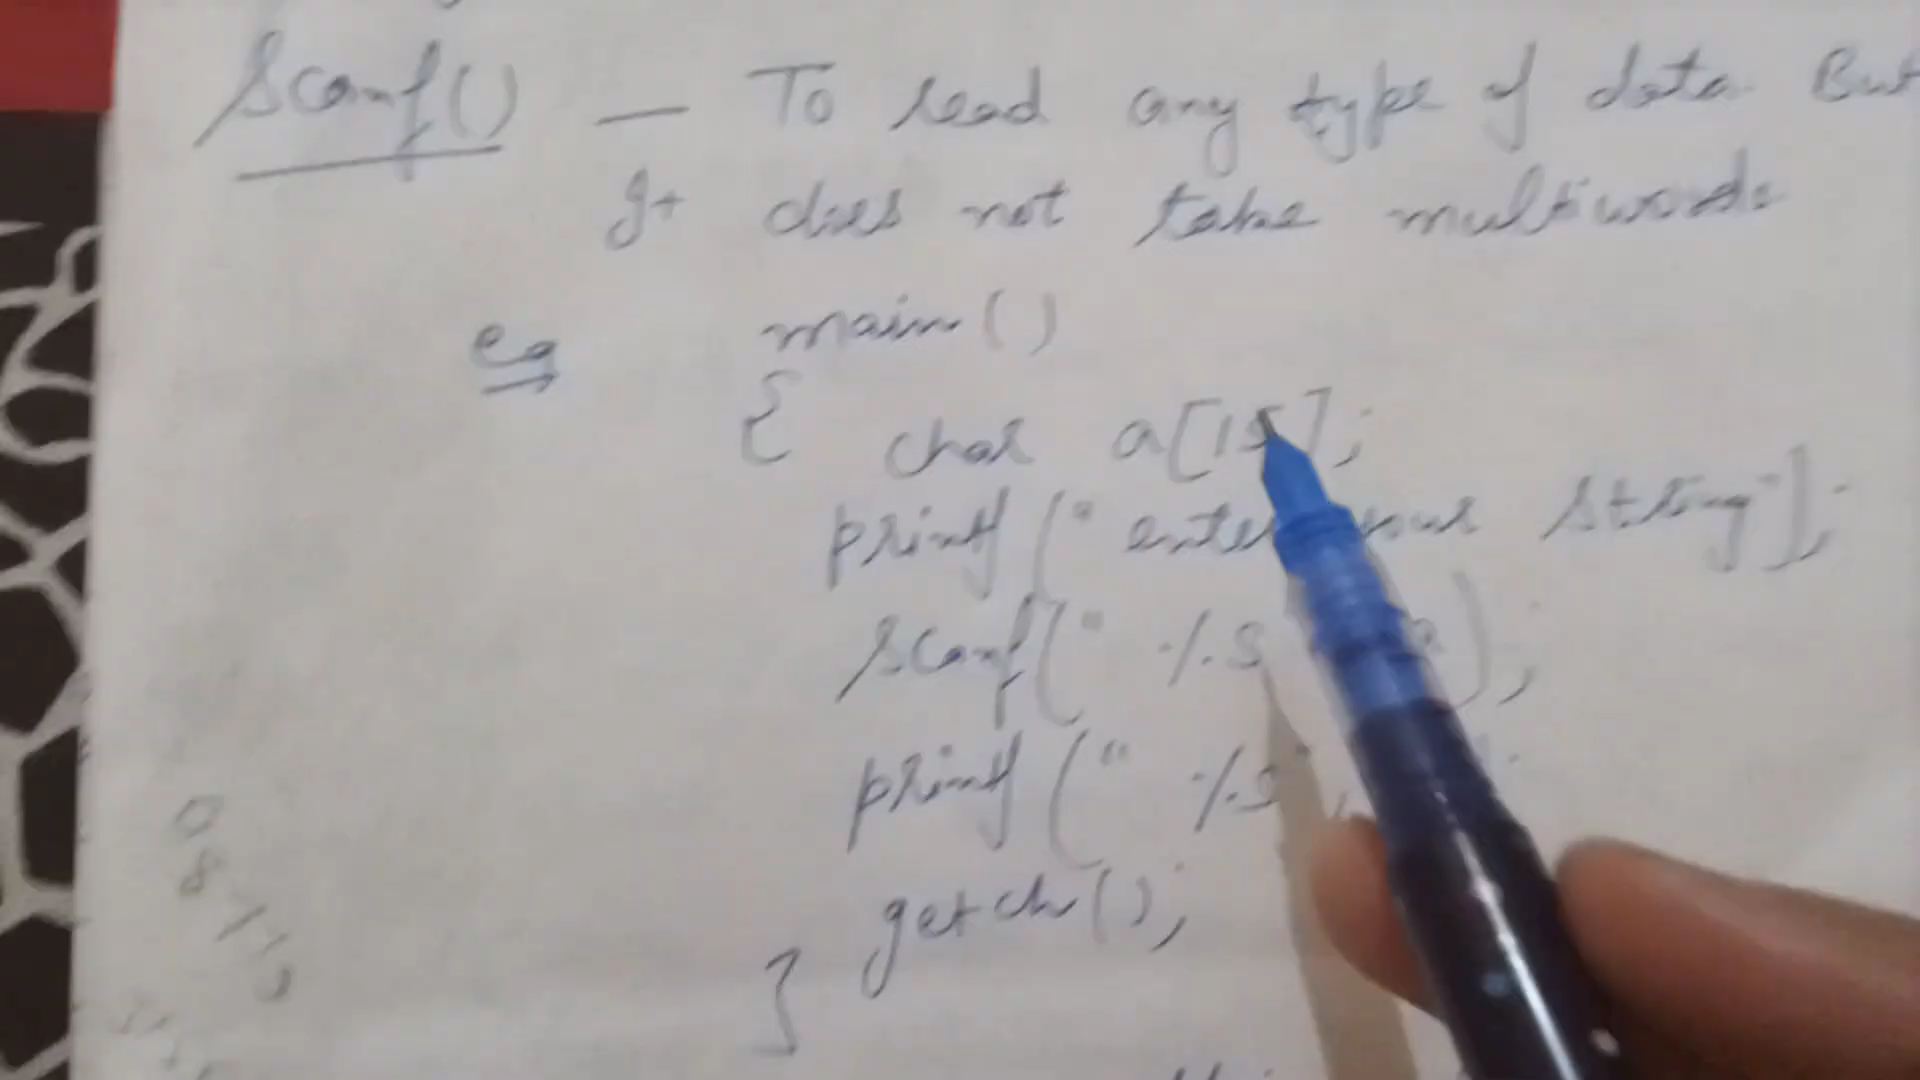 Scanf() — To read any type of data. But
It does not take multiwords
eg main()
{ char a[15];
printf("enter your string"];
Scanf("%s a);
printf("%s",
getch();
}